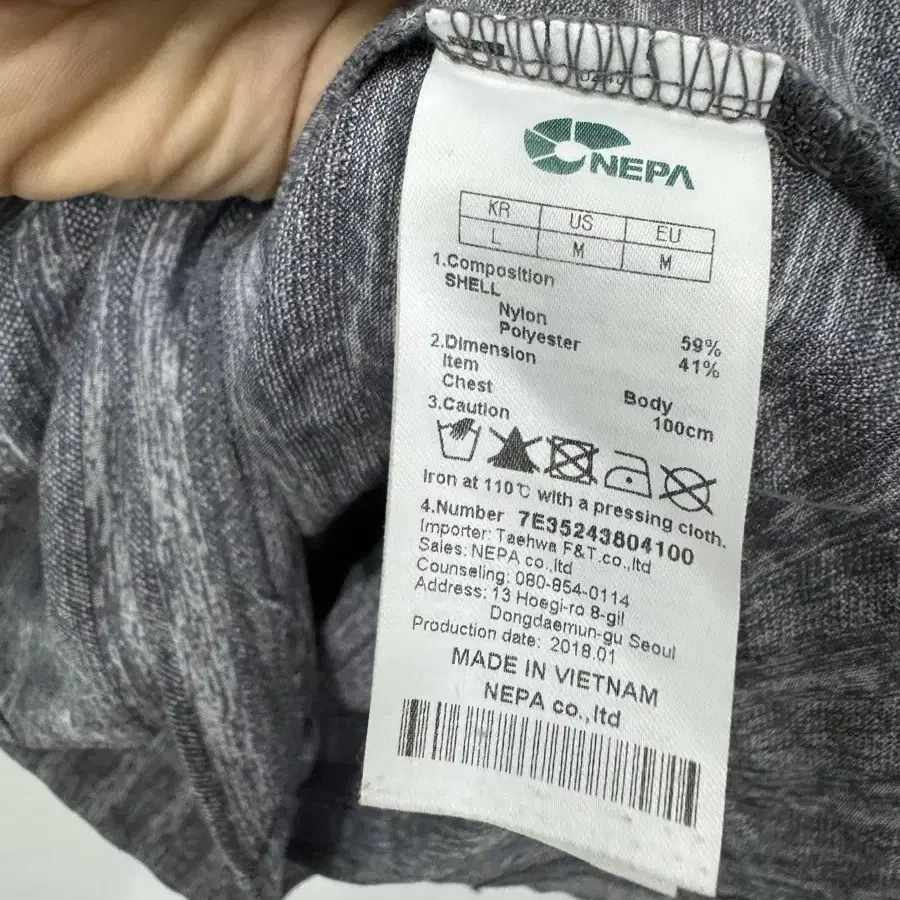 NEPA
KR US EU
L M M
1.Composition
SHELL
Nylon 59%
Polyester 41%
2.Dimension
Item Body
Chest 100cm
3.Caution
Iron at 110℃ with a pressing cloth.
4.Number 7E35243804100
Importer: Taehwa F&T.co.,ltd
Sales: NEPA co.,ltd
Counseling: 080-854-0114
Address: 13 Hoegi-ro 8-gil
Dongdaemun-gu Seoul
Production date: 2018.01
MADE IN VIETNAM
NEPA co.,ltd